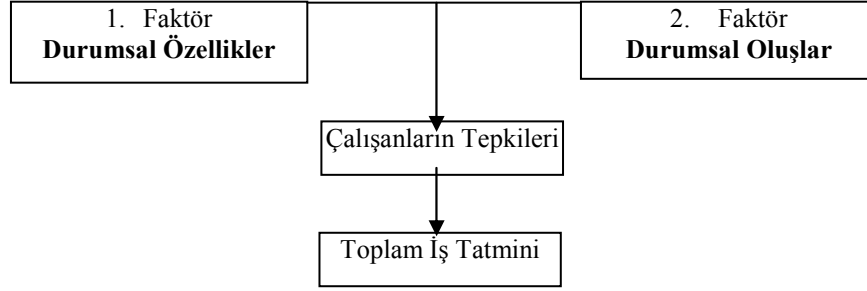 1. Faktör
Durumsal Özellikler
2. Faktör
Durumsal Oluşlar
Çalışanların Tepkileri
Toplam İş Tatmini